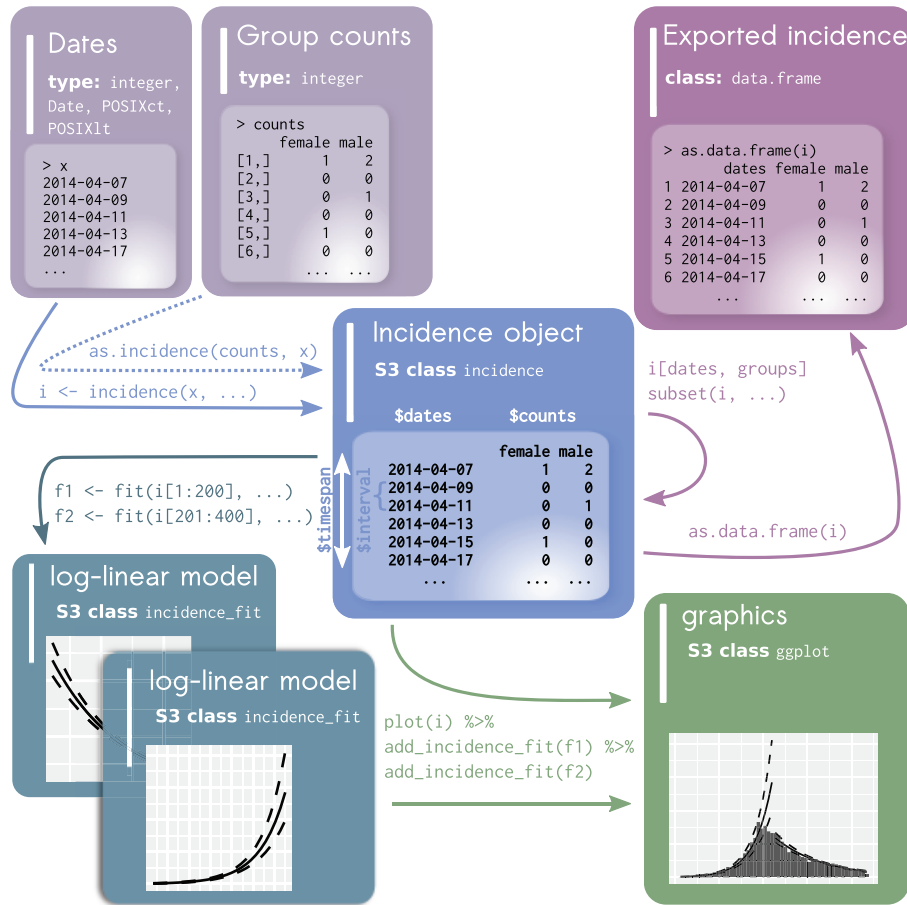 Dates
type: integer,
Date, POSIXct,
POSIXlt
> x
2014-04-07
2014-04-09
2014-04-11
2014-04-13
2014-04-17
...
Group counts
type: integer
> counts
female male
[1,] 1 2
[2,] 0 0
[3,] 0 1
[4,] 0 0
[5,] 1 0
[6,] 0 0
... ...
Exported incidence
class: data.frame
> as.data.frame(i)
dates female male
1 2014-04-07 1 2
2 2014-04-09 0 0
3 2014-04-11 0 1
4 2014-04-13 0 0
5 2014-04-15 1 0
6 2014-04-17 0 0
... ... ...
as.incidence(counts, x)
i <- incidence(x, ...)
Incidence object
S3 class incidence
$dates $counts
female male
2014-04-07 1 2
2014-04-09 0 0
2014-04-11 0 1
2014-04-13 0 0
2014-04-15 1 0
2014-04-17 0 0
... ... ...
$timespan
$interval
i[dates, groups]
subset(i, ...)
as.data.frame(i)
f1 <- fit(i[1:200], ...)
f2 <- fit(i[201:400], ...)
log-linear model
S3 class incidence_fit
log-linear model
S3 class incidence_fit
plot(i) %>%
add_incidence_fit(f1) %>%
add_incidence_fit(f2)
graphics
S3 class ggplot